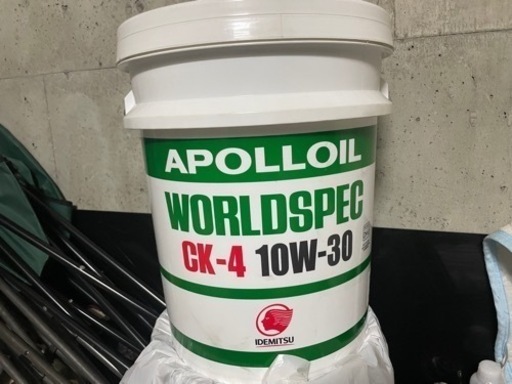 APOLLOIL
WORLDSPEC
CK-4 10W-30
IDEMITSU